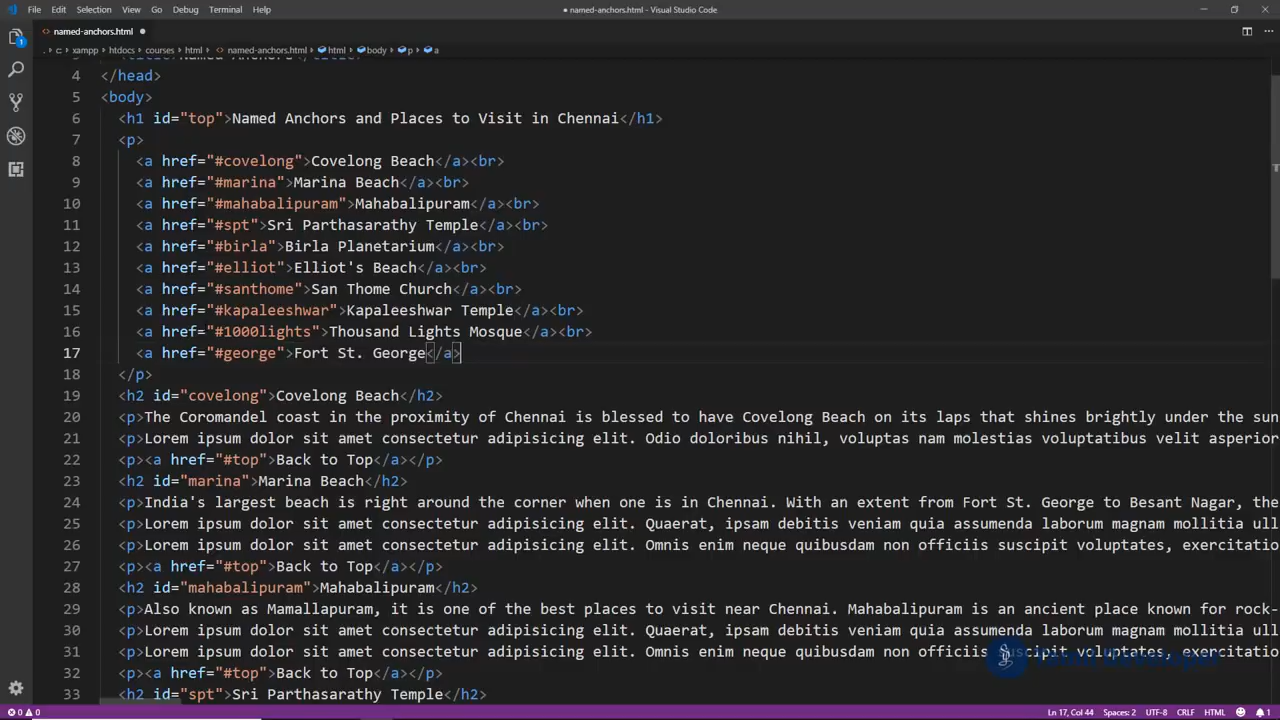 File Edit Selection View Go Debug Terminal Help
● named-anchors.html - Visual Studio Code
named-anchors.html ●
. › c: › xampp › htdocs › courses › html › named-anchors.html › html › body › p › a
4 </head>
5 <body>
6 <h1 id="top">Named Anchors and Places to Visit in Chennai</h1>
7 <p>
8 <a href="#covelong">Covelong Beach</a><br>
9 <a href="#marina">Marina Beach</a><br>
10 <a href="#mahabalipuram">Mahabalipuram</a><br>
11 <a href="#spt">Sri Parthasarathy Temple</a><br>
12 <a href="#birla">Birla Planetarium</a><br>
13 <a href="#elliot">Elliot's Beach</a><br>
14 <a href="#santhome">San Thome Church</a><br>
15 <a href="#kapaleeshwar">Kapaleeshwar Temple</a><br>
16 <a href="#1000lights">Thousand Lights Mosque</a><br>
17 <a href="#george">Fort St. George</a>
18 </p>
19 <h2 id="covelong">Covelong Beach</h2>
20 <p>The Coromandel coast in the proximity of Chennai is blessed to have Covelong Beach on its laps that shines brightly under the sun
21 <p>Lorem ipsum dolor sit amet consectetur adipisicing elit. Odio doloribus nihil, voluptas nam molestias voluptatibus velit asperior
22 <p><a href="#top">Back to Top</a></p>
23 <h2 id="marina">Marina Beach</h2>
24 <p>India's largest beach is right around the corner when one is in Chennai. With an extent from Fort St. George to Besant Nagar, the
25 <p>Lorem ipsum dolor sit amet consectetur adipisicing elit. Quaerat, ipsam debitis veniam quia assumenda laborum magnam mollitia ull
26 <p>Lorem ipsum dolor sit amet consectetur adipisicing elit. Omnis enim neque quibusdam non officiis suscipit voluptates, exercitatio
27 <p><a href="#top">Back to Top</a></p>
28 <h2 id="mahabalipuram">Mahabalipuram</h2>
29 <p>Also known as Mamallapuram, it is one of the best places to visit near Chennai. Mahabalipuram is an ancient place known for rock-
30 <p>Lorem ipsum dolor sit amet consectetur adipisicing elit. Quaerat, ipsam debitis veniam quia assumenda laborum magnam mollitia ull
31 <p>Lorem ipsum dolor sit amet consectetur adipisicing elit. Omnis enim neque quibusdam non officiis suscipit voluptates, exercitatio
32 <p><a href="#top">Back to Top</a></p>
33 <h2 id="spt">Sri Parthasarathy Temple</h2>
0 0 Ln 17, Col 44 Spaces: 2 UTF-8 CRLF HTML 1